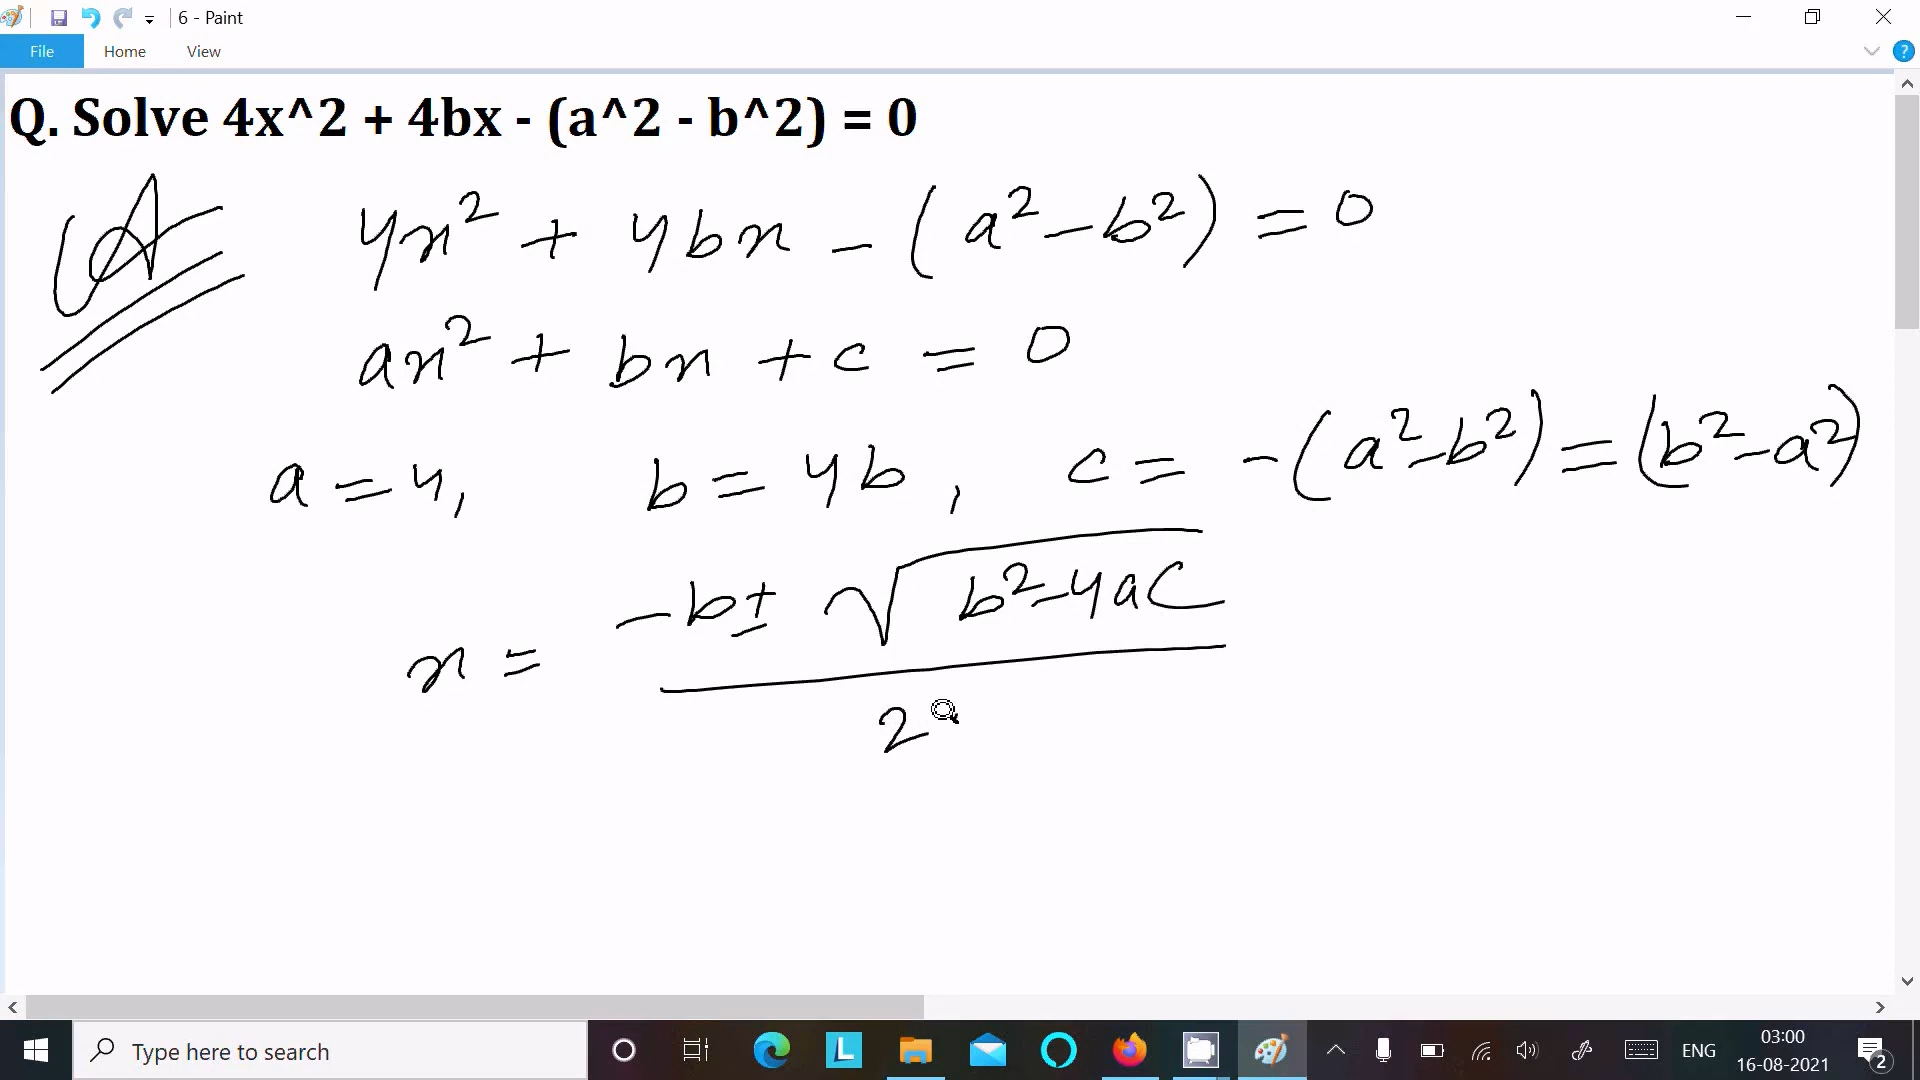 6 - Paint
File Home View
Q. Solve 4x^2 + 4bx - (a^2 - b^2) = 0
(A 4x² + 4bx - (a² - b²) = 0
ax² + bx + c = 0
a = 4, b = 4b, c = -(a² - b²) = (b² - a²)
x = -b ± √b² - 4ac
2
Type here to search
ENG
03:00
16-08-2021
2